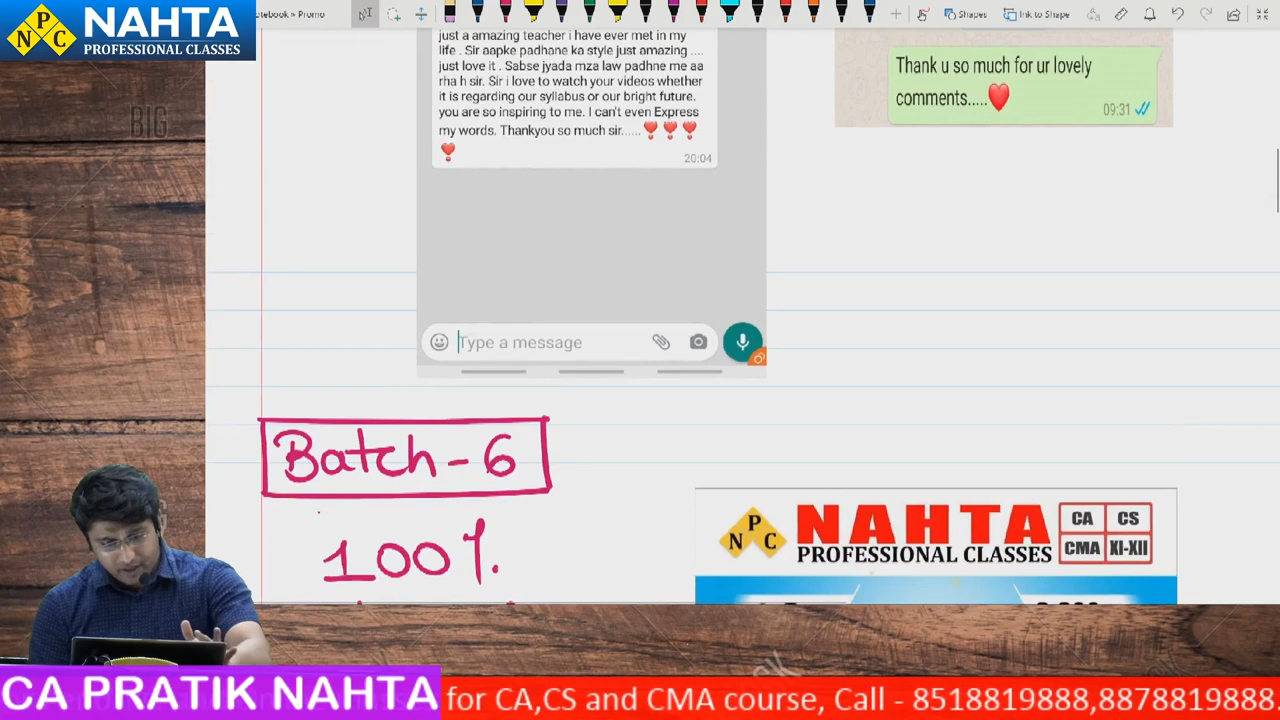 NPC
NAHTA
PROFESSIONAL CLASSES
otebook » Promo
Shapes
Ink to Shape
BIG
just a amazing teacher i have ever met in my
life . Sir aapke padhane ka style just amazing ....
just love it . Sabse jyada mza law padhne me aa
rha h sir. Sir i love to watch your videos whether
it is regarding our syllabus or our bright future.
you are so inspiring to me. I can't even Express
my words. Thankyou so much sir......
20:04
Thank u so much for ur lovely
comments.....
09:31
Type a message
Batch - 6
100%
NPC
NAHTA
PROFESSIONAL CLASSES
CA CS
CMA XI-XII
CA PRATIK NAHTA
for CA,CS and CMA course, Call - 8518819888,8878819888.